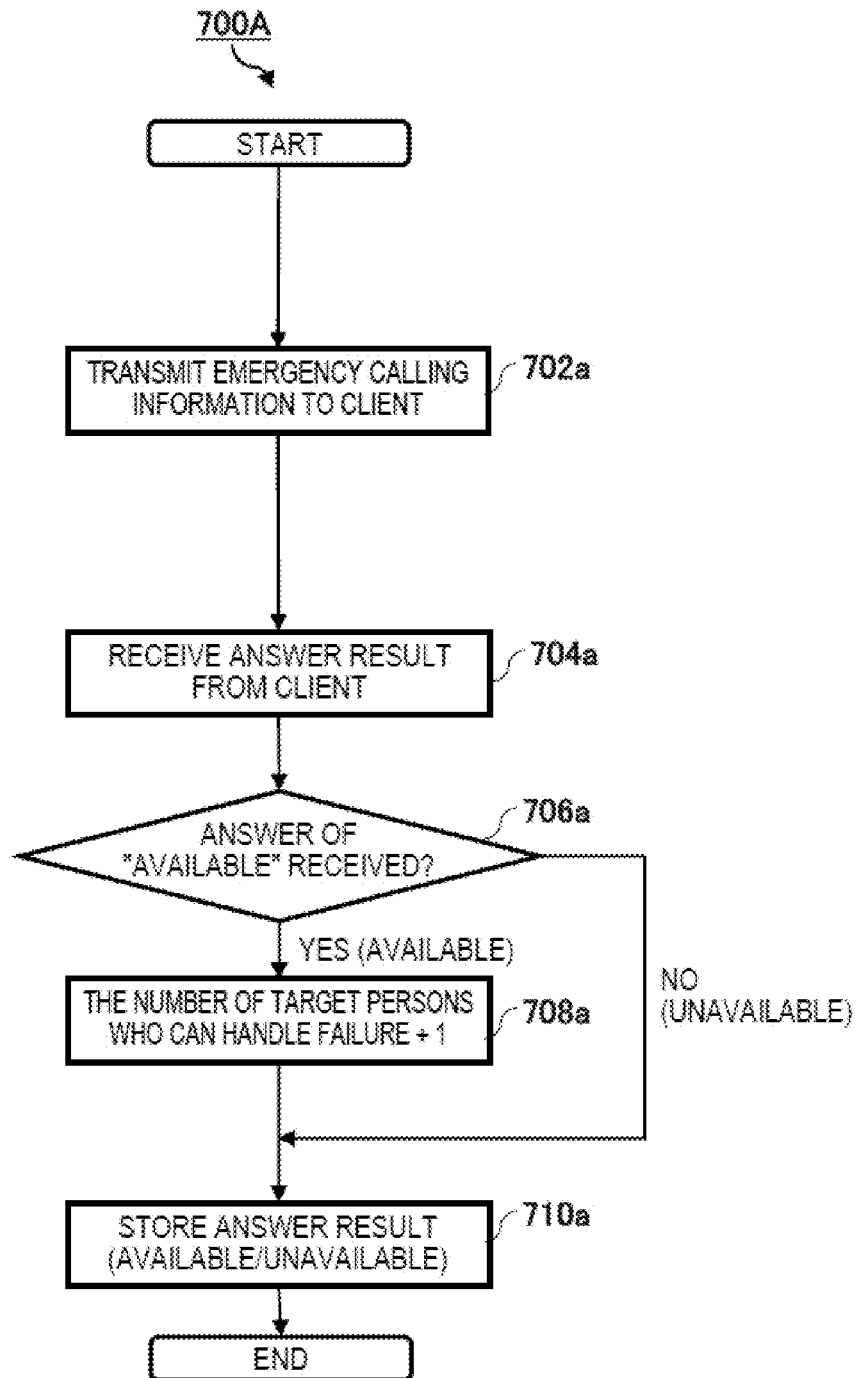 700A
START
TRANSMIT EMERGENCY CALLING
INFORMATION TO CLIENT
702a
RECEIVE ANSWER RESULT
FROM CLIENT
704a
706a
ANSWER OF
"AVAILABLE" RECEIVED?
YES (AVAILABLE)
NO
(UNAVAILABLE)
THE NUMBER OF TARGET PERSONS
WHO CAN HANDLE FAILURE + 1
708a
STORE ANSWER RESULT
(AVAILABLE/UNAVAILABLE)
710a
END